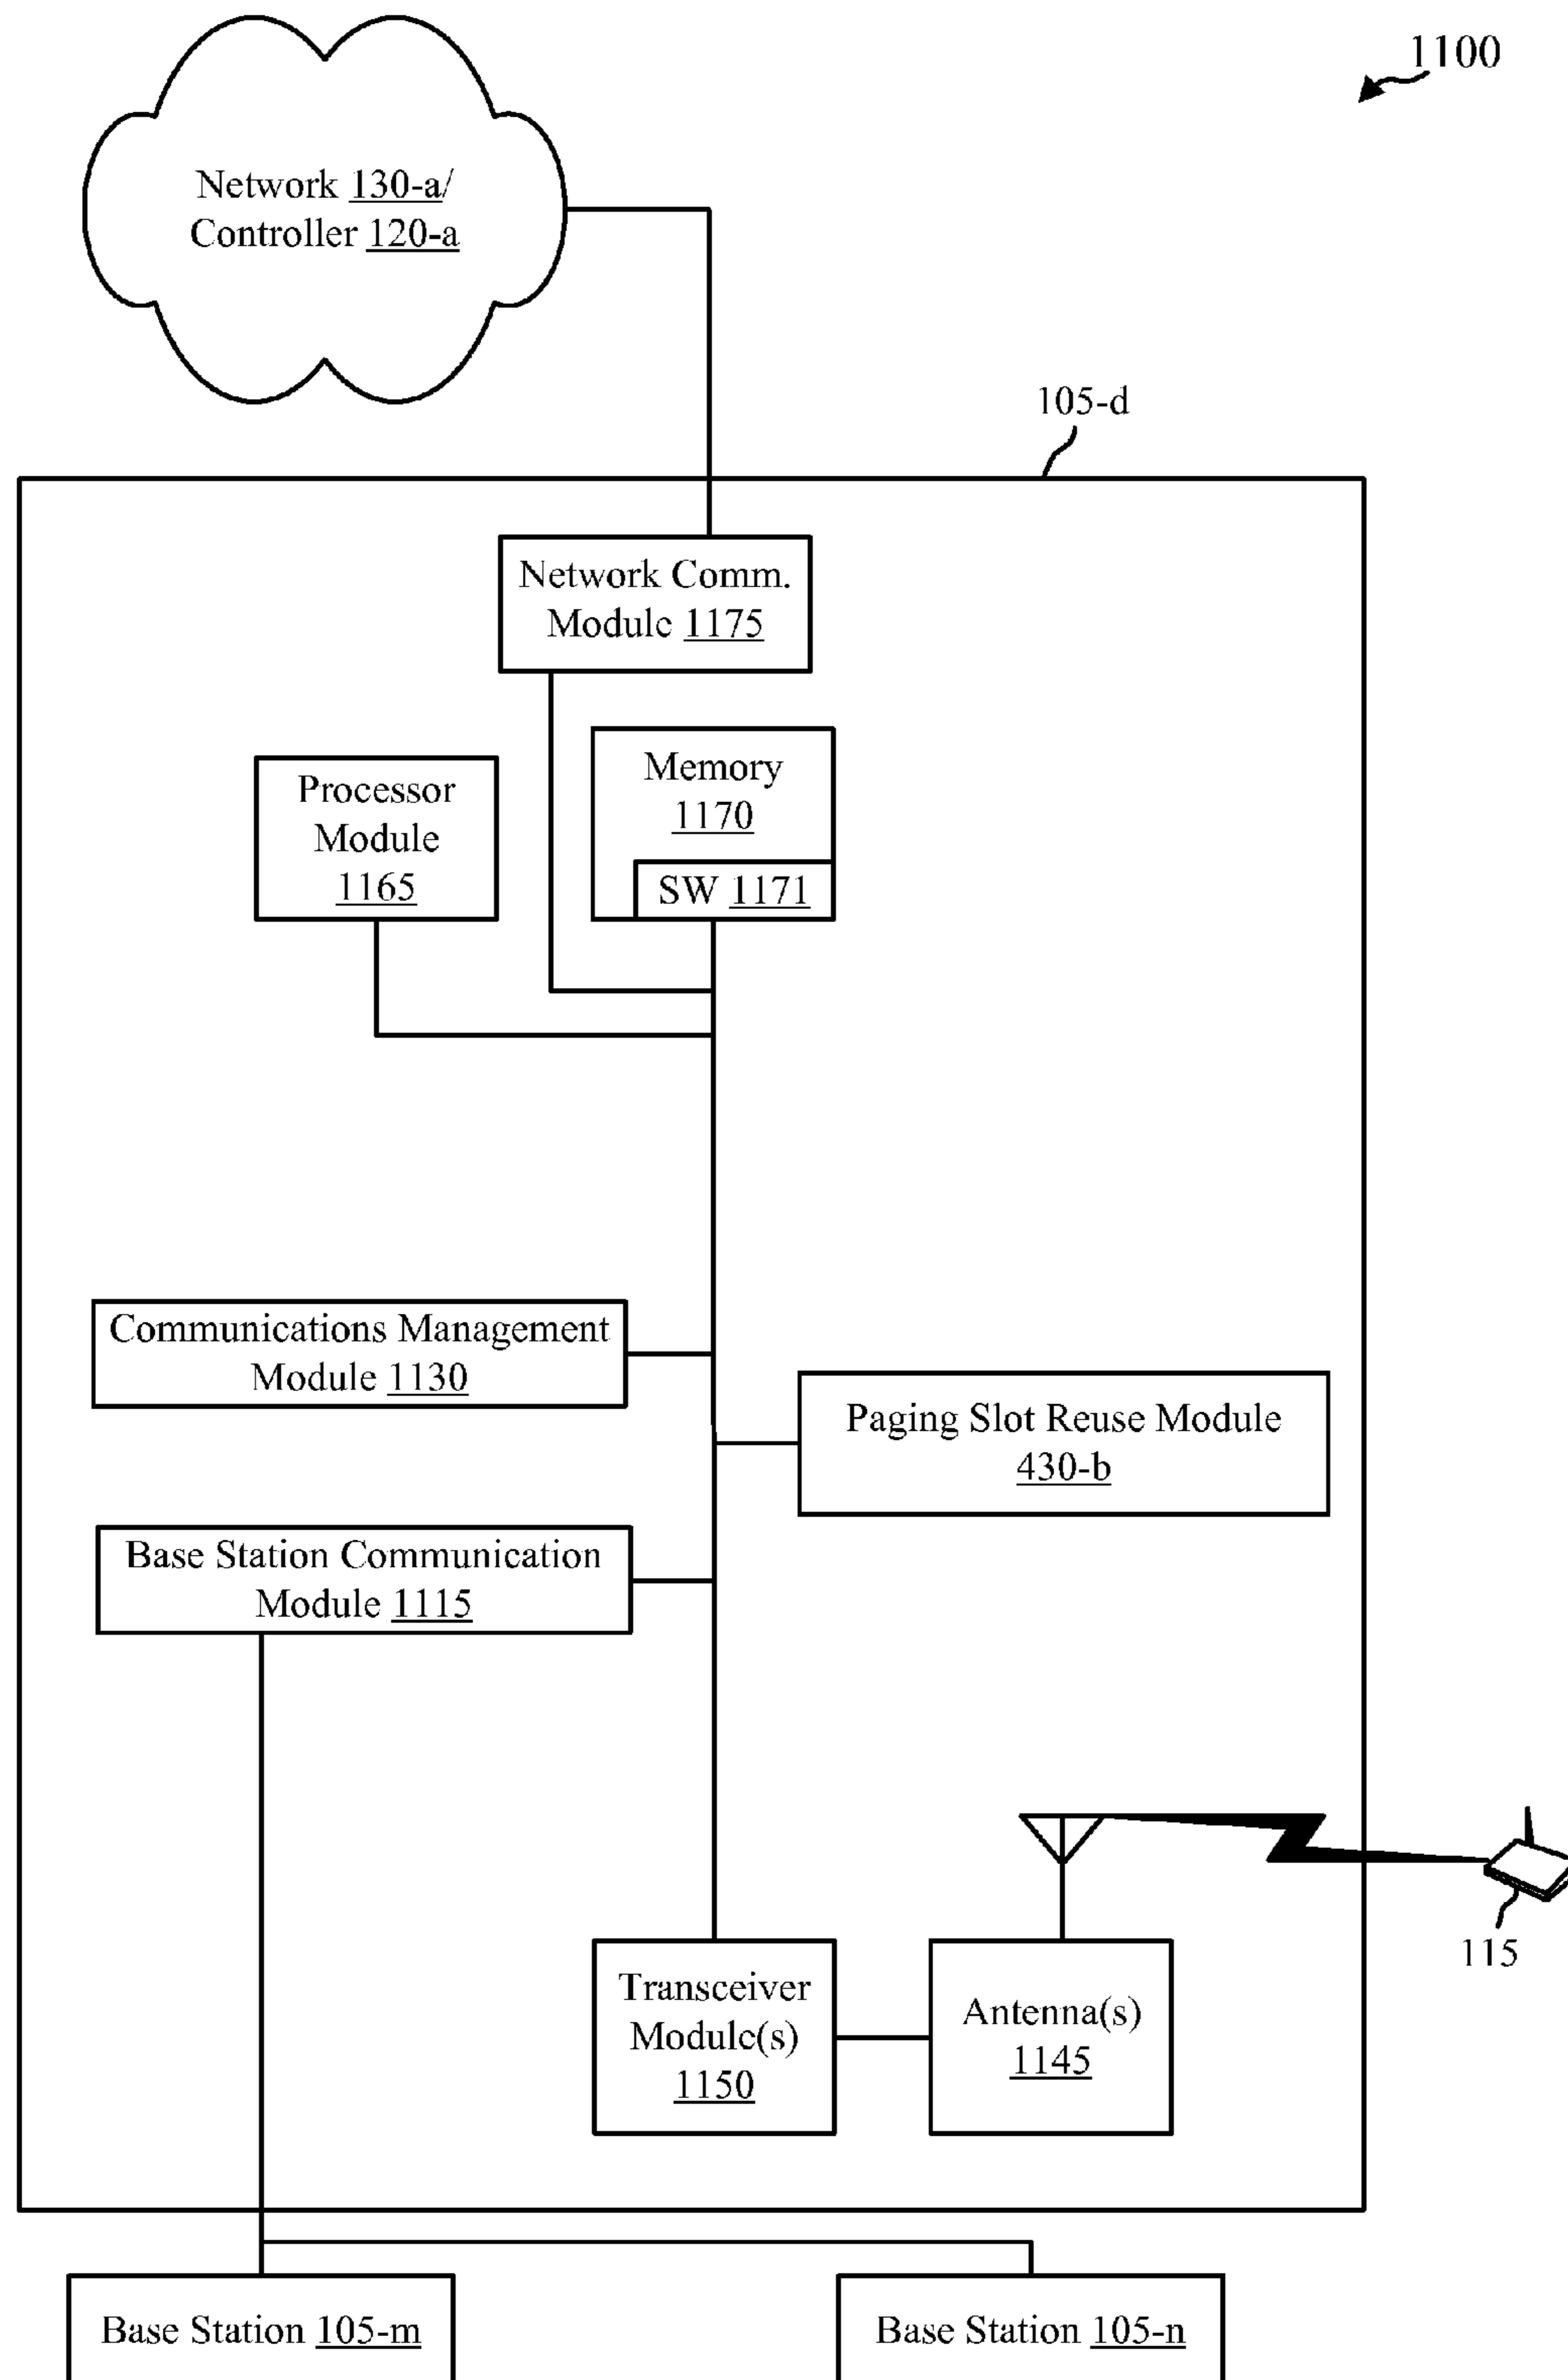 1100
Network 130-a/
Controller 120-a
105-d
Network Comm.
Module 1175
Memory
1170
SW 1171
Processor
Module
1165
Communications Management
Module 1130
Paging Slot Reuse Module
430-b
Base Station Communication
Module 1115
115
Transceiver
Module(s)
1150
Antenna(s)
1145
Base Station 105-m
Base Station 105-n